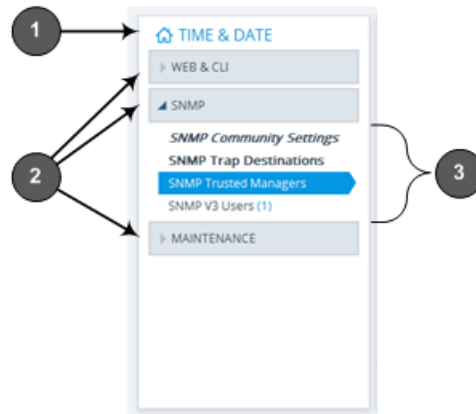 1
TIME & DATE
WEB & CLI
SNMP
SNMP Community Settings
SNMP Trap Destinations
2
SNMP Trusted Managers
3
SNMP V3 Users (1)
MAINTENANCE